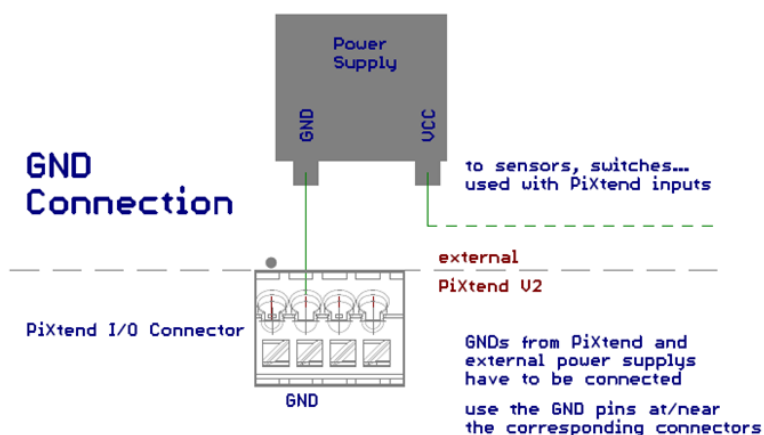 Power
Supply
GND
VCC
GND
Connection
to sensors, switches...
used with PiXtend inputs
external
PiXtend V2
PiXtend I/O Connector
GND
GNDs from PiXtend and
external power supplys
have to be connected
use the GND pins at/near
the corresponding connectors